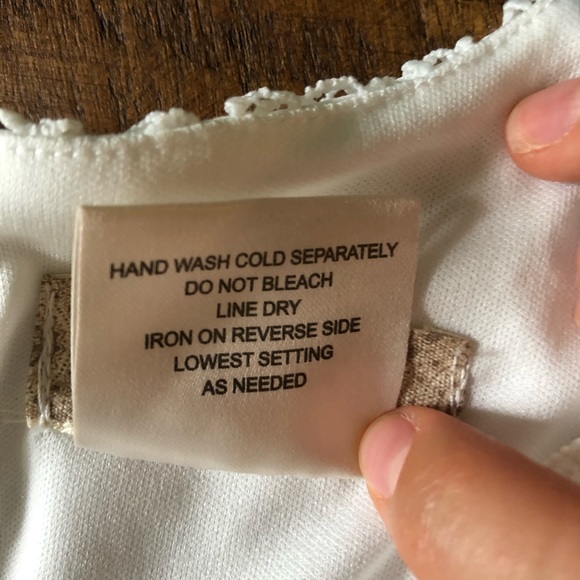 HAND WASH COLD SEPARATELY
DO NOT BLEACH
LINE DRY
IRON ON REVERSE SIDE
LOWEST SETTING
AS NEEDED